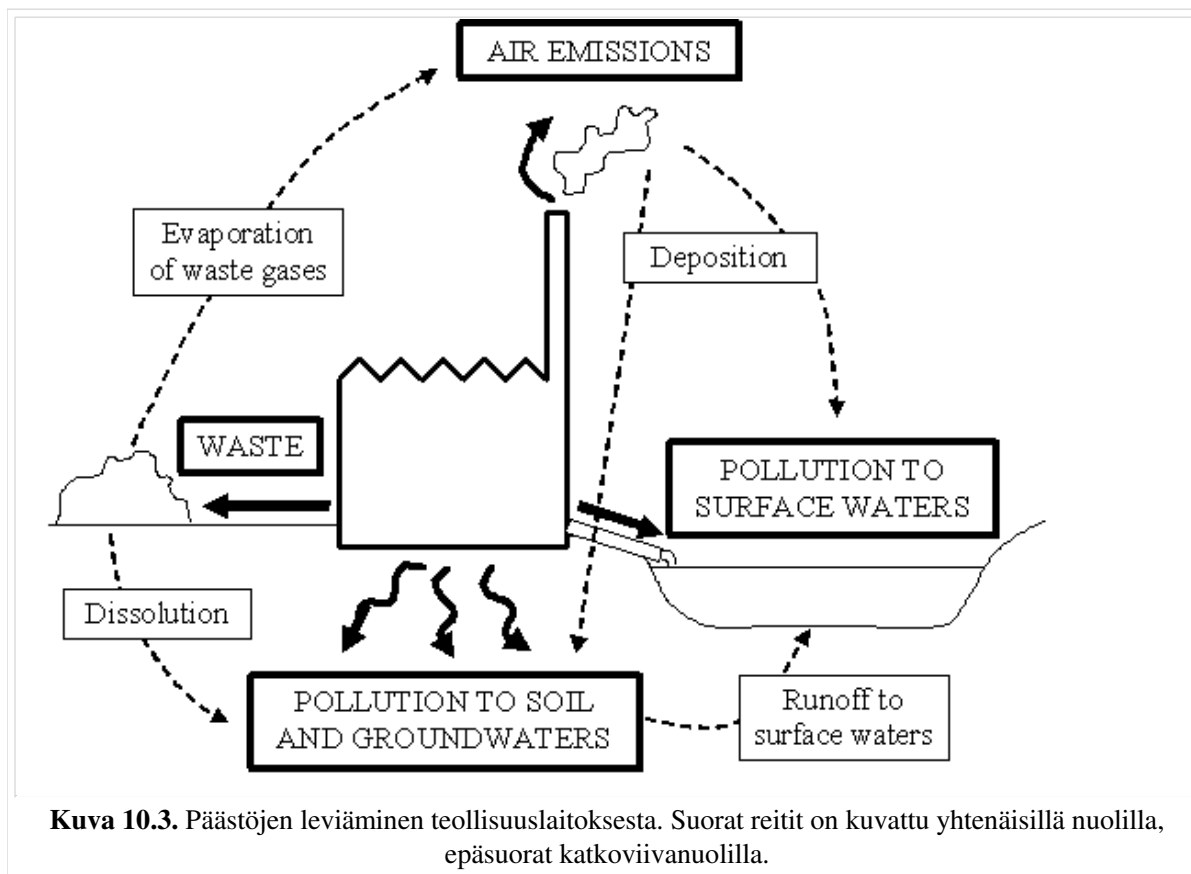 AIR EMISSIONS
Evaporation
of waste gases
Deposition
WASTE
POLLUTION TO
SURFACE WATERS
Dissolution
POLLUTION TO SOIL
AND GROUNDWATERS
Runoff to
surface waters
Kuva 10.3. Päästöjen leviäminen teollisuuslaitoksesta. Suorat reitit on kuvattu yhtenäisillä nuolilla,
epäsuorat katkoviivanuolilla.